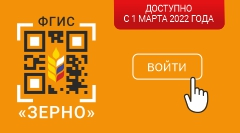 ФГИС
«ЗЕРНО»
ДОСТУПНО
С 1 МАРТА 2022 ГОДА
ВОЙТИ